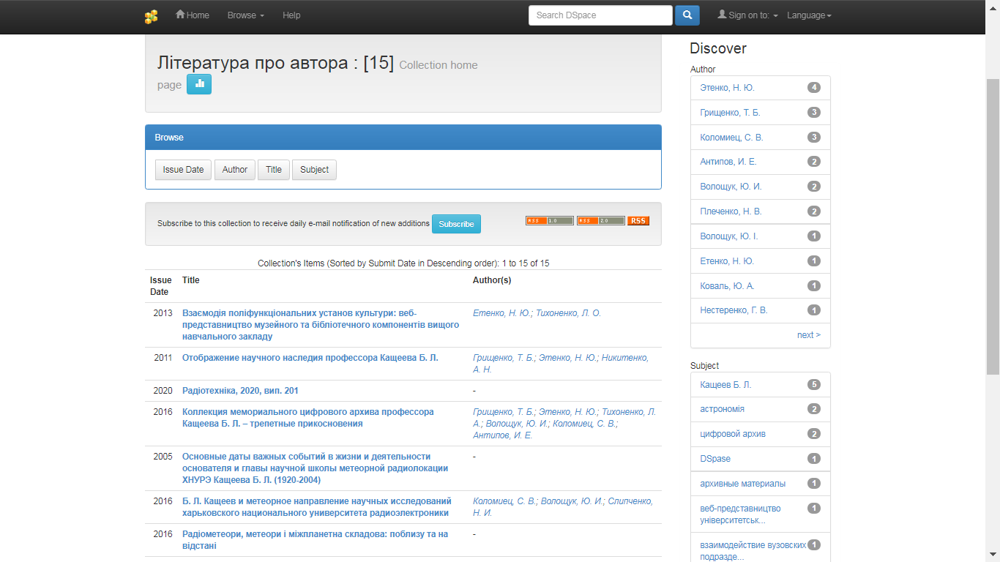 Home
Browse
Help
Search DSpace
Sign on to:
Language
Література про автора : [15] Collection home
page
Browse
Issue Date
Author
Title
Subject
Subscribe to this collection to receive daily e-mail notification of new additions Subscribe
RSS 1.0
RSS 2.0
RSS
Collection's Items (Sorted by Submit Date in Descending order): 1 to 15 of 15
Issue
Date
Title
Author(s)
2013
Взаємодія поліфункціональних установ культури: веб-
представництво музейного та бібліотечного компонентів вищого
навчального закладу
Етенко, Н. Ю.; Тихоненко, Л. О.
2011
Отображение научного наследия профессора Кащеева Б. Л.
Грищенко, Т. Б.; Этенко, Н. Ю.; Никитенко,
А. Н.
2020
Радіотехніка, 2020, вип. 201
-
2016
Коллекция мемориального цифрового архива профессора
Кащеева Б. Л. – трепетные прикосновения
Грищенко, Т. Б.; Этенко, Н. Ю.; Тихоненко, Л.
А.; Волощук, Ю. И.; Коломиец, С. В.;
Антипов, И. Е.
2005
Основные даты важных событий в жизни и деятельности
основателя и главы научной школы метеорной радиолокации
ХНУРЭ Кащеева Б. Л. (1920-2004)
-
2016
Б. Л. Кащеев и метеорное направление научных исследований
харьковского национального университета радиоэлектроники
Коломиец, С. В.; Волощук, Ю. И.; Слипченко,
Н. И.
2016
Радіометеори, метеори і міжпланетна складова: поблизу та на
відстані
-
Discover
Author
Этенко, Н. Ю. 4
Грищенко, Т. Б. 3
Коломиец, С. В. 3
Антипов, И. Е. 2
Волощук, Ю. И. 2
Плеченко, Н. В. 2
Волощук, Ю. І. 1
Етенко, Н. Ю. 1
Коваль, Ю. А. 1
Нестеренко, Г. В. 1
next >
Subject
Кащеев Б. Л. 5
астрономія 2
цифровой архив 2
DSpase 1
архивные материалы 1
веб-представництво 1
університетськ...
взаимодействие вузовских 1
подразде...